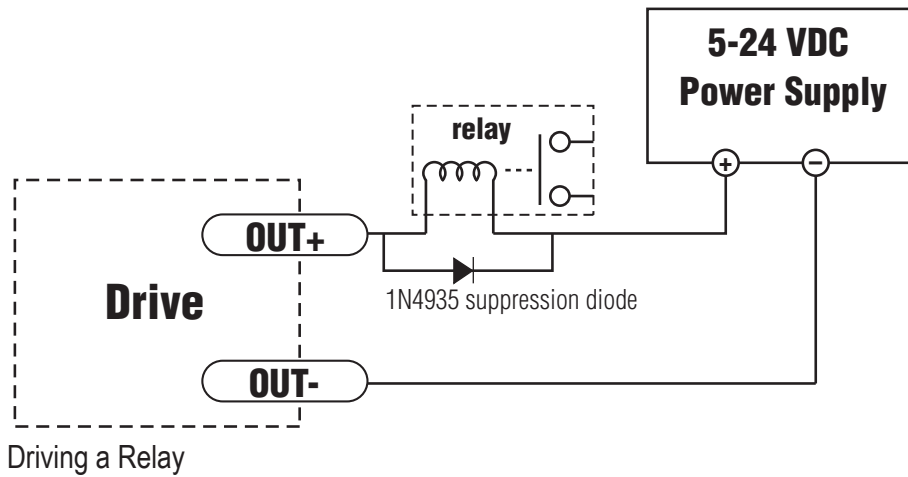 5-24 VDC
Power Supply
+
−
relay
OUT+
1N4935 suppression diode
Drive
OUT-
Driving a Relay